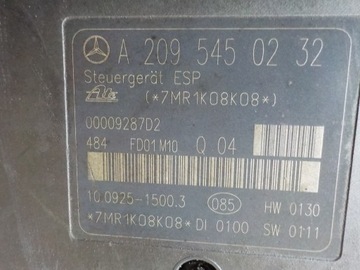 A 209 545 02 32
Steuergerät ESP
Ate (*7MR1K08K08*)
00009287D2
484 FD01M10 Q 04
10.0925-1500.3 085 HW 0130
*7MR1K08K08* DI 0100 SW 0111